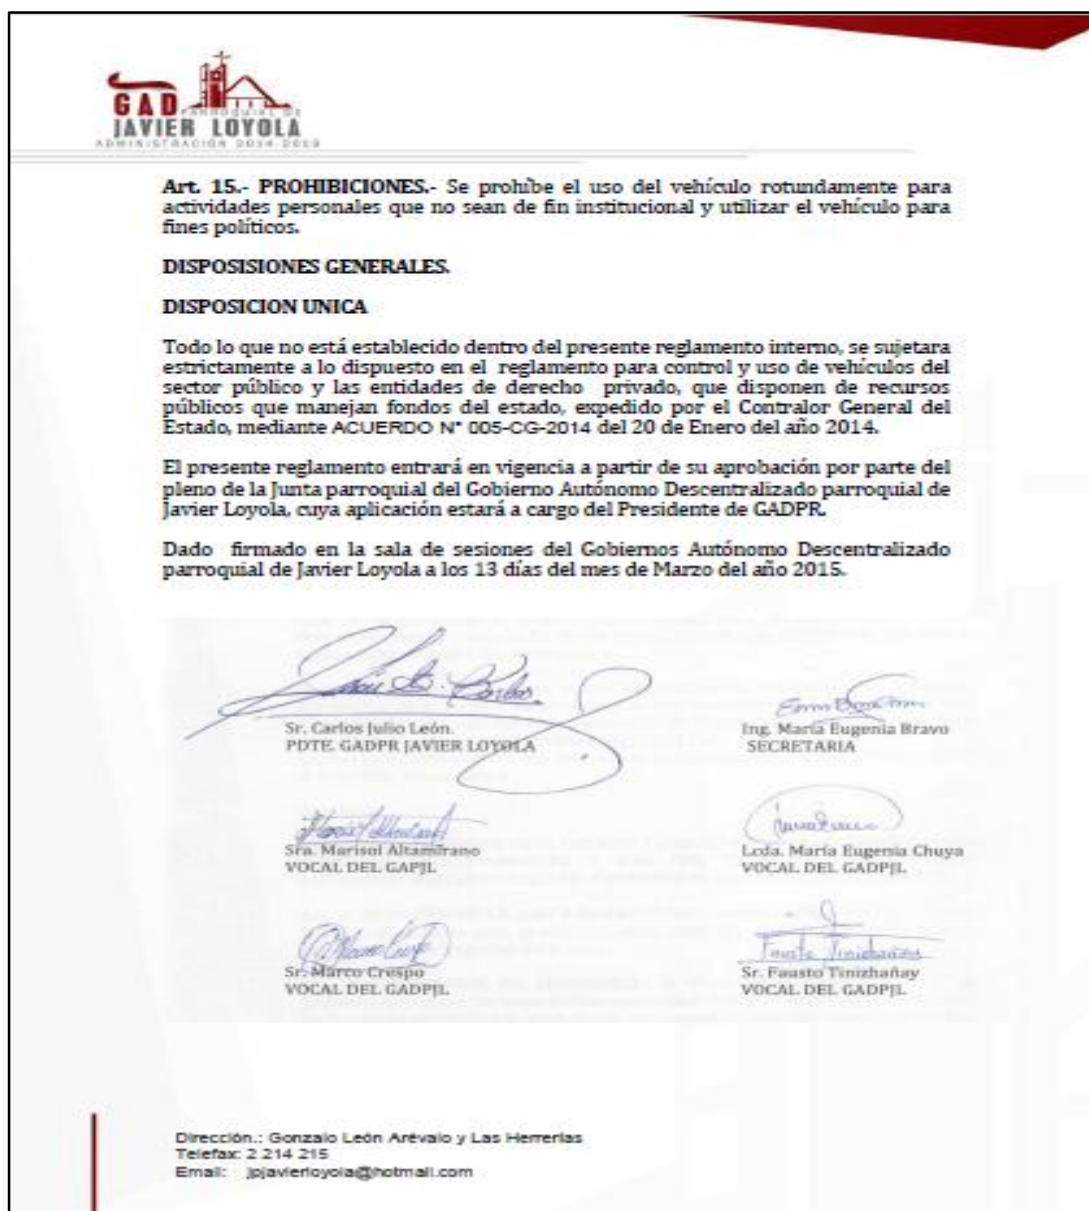 GAD
PARROQUIAL DE
JAVIER LOYOLA
ADMINISTRACIÓN 2014-2019
Art. 15.- PROHIBICIONES.- Se prohíbe el uso del vehículo rotundamente para
actividades personales que no sean de fin institucional y utilizar el vehículo para
fines políticos.
DISPOSISIONES GENERALES.
DISPOSICION UNICA
Todo lo que no está establecido dentro del presente reglamento interno, se sujetara
estrictamente a lo dispuesto en el reglamento para control y uso de vehículos del
sector público y las entidades de derecho privado, que disponen de recursos
públicos que manejan fondos del estado, expedido por el Contralor General del
Estado, mediante ACUERDO N° 005-CG-2014 del 20 de Enero del año 2014.
El presente reglamento entrará en vigencia a partir de su aprobación por parte del
pleno de la Junta parroquial del Gobierno Autónomo Descentralizado parroquial de
Javier Loyola, cuya aplicación estará a cargo del Presidente de GADPR.
Dado firmado en la sala de sesiones del Gobiernos Autónomo Descentralizado
parroquial de Javier Loyola a los 13 días del mes de Marzo del año 2015.
Sr. Carlos Julio León.
PDTE. GADPR JAVIER LOYOLA
Ing. María Eugenia Bravo
SECRETARIA
Sra. Marisol Altamirano
VOCAL DEL GAPJL
Lcda. María Eugenia Chuya
VOCAL DEL GADPJL
Sr. Marco Crespo
VOCAL DEL GADPJL
Sr. Fausto Tinizhañay
VOCAL DEL GADPJL
Dirección.: Gonzalo León Arévalo y Las Herrerías
Telefax: 2 214 215
Email: jpjavierloyola@hotmail.com